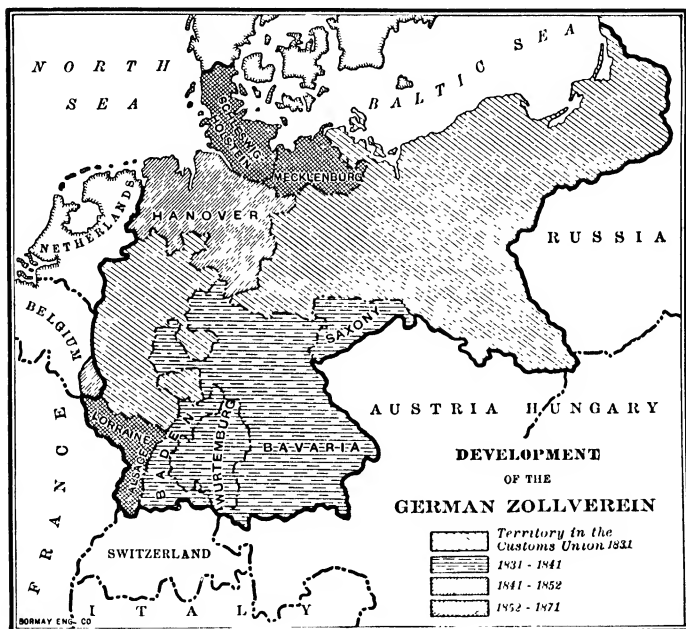 NORTH
SEA
BALTIC SEA
SCHLESWIG
HOLSTEIN
MECKLENBURG
HANOVER
NETHERLANDS
RUSSIA
BELGIUM
SAXONY
LORRAINE
ALSACE
BADEN
WURTEMBURG
BAVARIA
AUSTRIA HUNGARY
FRANCE
SWITZERLAND
ITALY
DEVELOPMENT
OF THE
GERMAN ZOLLVEREIN
Territory in the
Customs Union 1831
1831 - 1841
1841 - 1852
1852 - 1871
BORMAY ENG. CO